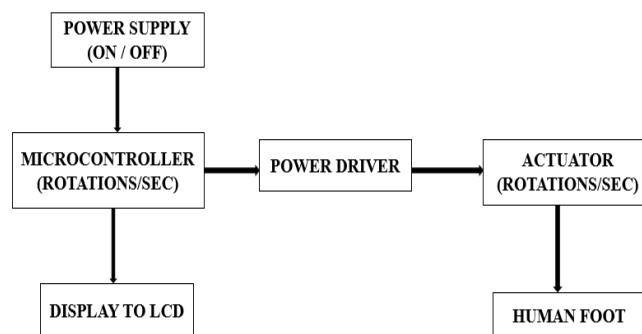 POWER SUPPLY
(ON / OFF)
MICROCONTROLLER
(ROTATIONS/SEC)
POWER DRIVER
ACTUATOR
(ROTATIONS/SEC)
DISPLAY TO LCD
HUMAN FOOT